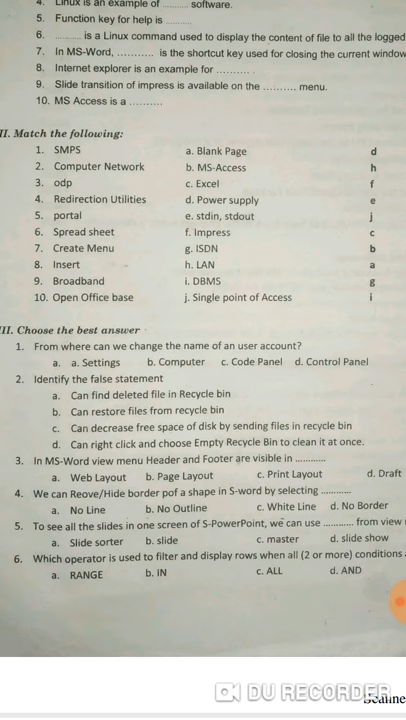 4. Linux is an example of .......... software.
5. Function key for help is ..........
6. .......... is a Linux command used to display the content of file to all the logged
7. In MS-Word, ............ is the shortcut key used for closing the current window
8. Internet explorer is an example for .......... .
9. Slide transition of impress is available on the .........., menu.
10. MS Access is a ..........
II. Match the following:
1. SMPS a. Blank Page d
2. Computer Network b. MS-Access h
3. odp c. Excel f
4. Redirection Utilities d. Power supply e
5. portal e. stdin, stdout j
6. Spread sheet f. Impress c
7. Create Menu g. ISDN b
8. Insert h. LAN a
9. Broadband i. DBMS g
10. Open Office base j. Single point of Access i
III. Choose the best answer
1. From where can we change the name of an user account?
a. a. Settings b. Computer c. Code Panel d. Control Panel
2. Identify the false statement
a. Can find deleted file in Recycle bin
b. Can restore files from recycle bin
c. Can decrease free space of disk by sending files in recycle bin
d. Can right click and choose Empty Recycle Bin to clean it at once.
3. In MS-Word view menu Header and Footer are visible in ............
a. Web Layout b. Page Layout c. Print Layout d. Draft
4. We can Reove/Hide border pof a shape in S-word by selecting ............
a. No Line b. No Outline c. White Line d. No Border
5. To see all the slides in one screen of S-PowerPoint, we can use ............ from view
a. Slide sorter b. slide c. master d. slide show
6. Which operator is used to filter and display rows when all (2 or more) conditions
a. RANGE b. IN c. ALL d. AND
DU RECORDER
Scanne